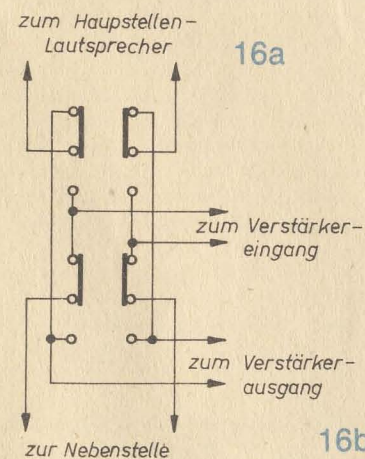 zum Haupstellen-
Lautsprecher
16a
zum Verstärker-
eingang
zum Verstärker-
ausgang
zur Nebenstelle
16b